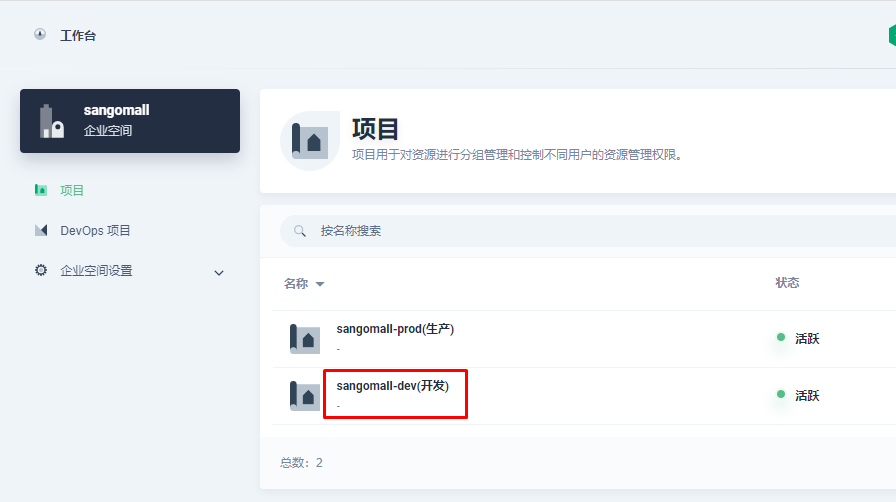 工作台
sangomall
企业空间
项目
DevOps 项目
企业空间设置
项目
项目用于对资源进行分组管理和控制不同用户的资源管理权限。
按名称搜索
名称 状态
sangomall-prod(生产) 活跃
-
sangomall-dev(开发) 活跃
-
总数: 2